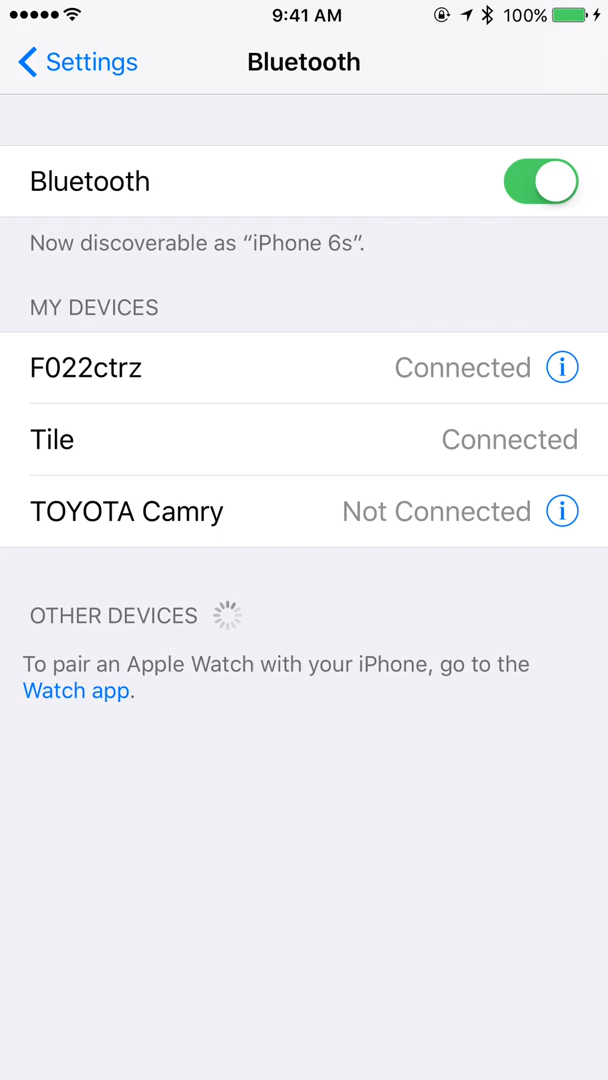 9:41 AM 100%
Settings Bluetooth
Bluetooth
Now discoverable as “iPhone 6s”.
MY DEVICES
F022ctrz Connected i
Tile Connected
TOYOTA Camry Not Connected i
OTHER DEVICES
To pair an Apple Watch with your iPhone, go to the
Watch app.